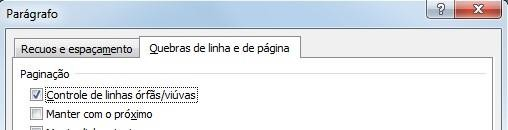 Parágrafo
Recuos e espaçamento
Quebras de linha e de página
Paginação
Controle de linhas órfãs/viúvas
Manter com o próximo